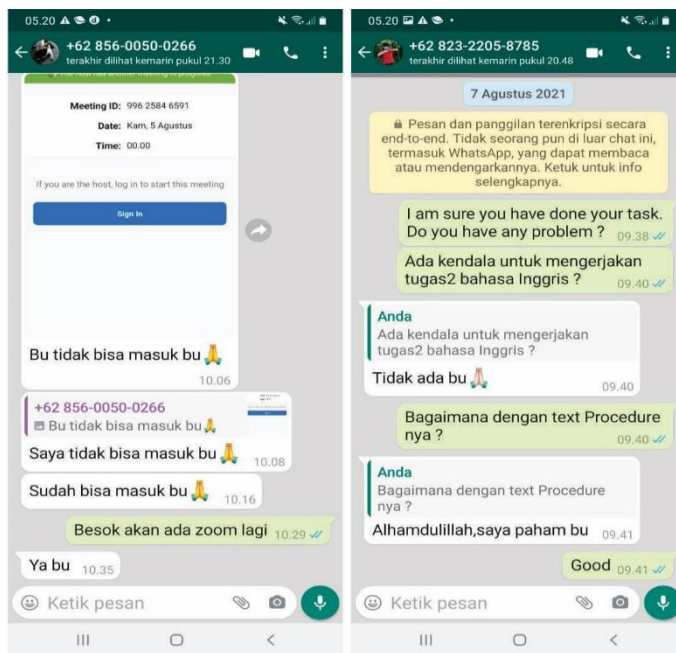 05.20
+62 856-0050-0266
terakhir dilihat kemarin pukul 21.30
Meeting ID: 996 2584 6591
Date: Kam, 5 Agustus
Time: 00.00
If you are the host, log in to start this meeting
Sign In
Bu tidak bisa masuk bu🙏
10.06
+62 856-0050-0266
Bu tidak bisa masuk bu🙏
Saya tidak bisa masuk bu 🙏
10.08
Sudah bisa masuk bu 🙏
10.16
Besok akan ada zoom lagi 10.29
Ya bu 10.35
Ketik pesan
05.20
+62 823-2205-8785
terakhir dilihat kemarin pukul 20.48
7 Agustus 2021
Pesan dan panggilan terenkripsi secara
end-to-end. Tidak seorang pun di luar chat ini,
termasuk WhatsApp, yang dapat membaca
atau mendengarkannya. Ketuk untuk info
selengkapnya.
I am sure you have done your task.
Do you have any problem ? 09.38
Ada kendala untuk mengerjakan
tugas2 bahasa Inggris ? 09.40
Anda
Ada kendala untuk mengerjakan
tugas2 bahasa Inggris ?
Tidak ada bu 🙏
09.40
Bagaimana dengan text Procedure
nya ? 09.40
Anda
Bagaimana dengan text Procedure
nya ?
Alhamdulillah,saya paham bu 09.41
Good 09.41
Ketik pesan